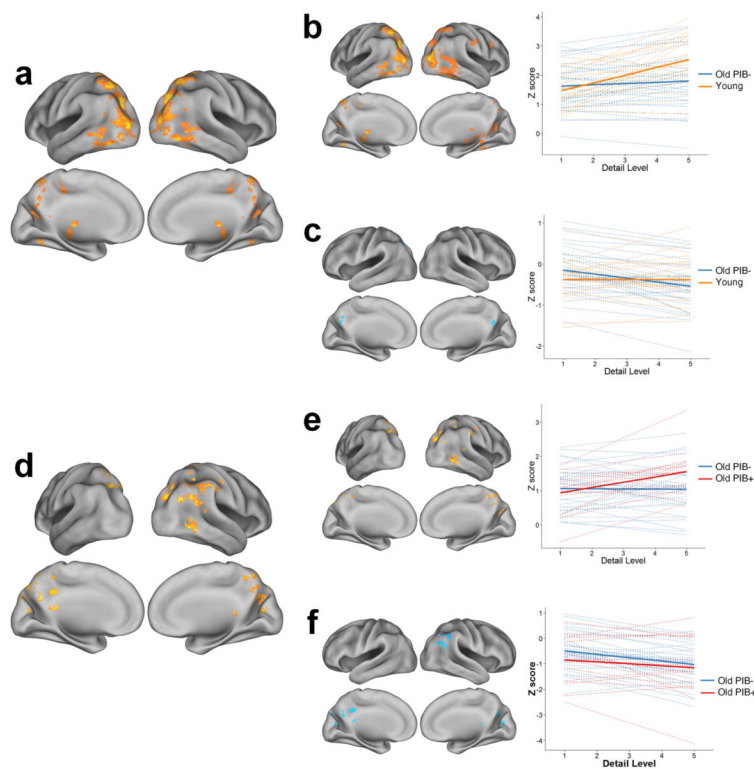 a
b
4
3
2
1
0
Z score
1 2 3 4 5
Detail Level
Old PIB-
Young
c
1
0
-1
-2
Z score
1 2 3 4 5
Detail Level
Old PIB-
Young
d
e
3
2
1
0
Z score
1 2 3 4 5
Detail Level
Old PIB-
Old PIB+
f
1
0
-1
-2
-3
-4
Z score
1 2 3 4 5
Detail Level
Old PIB-
Old PIB+